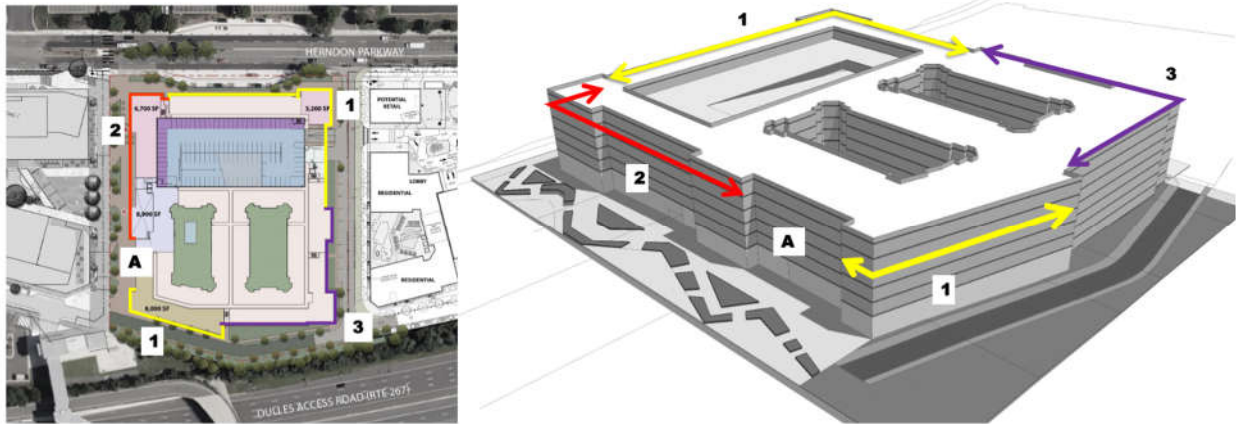 HERNDON PARKWAY
6,700 SF
5,200 SF
1
POTENTIAL
RETAIL
2
LOBBY
RESIDENTIAL
8,900 SF
A
RESIDENTIAL
8,000 SF
1
3
DULLES ACCESS ROAD (RTE-267)
1
3
2
A
1